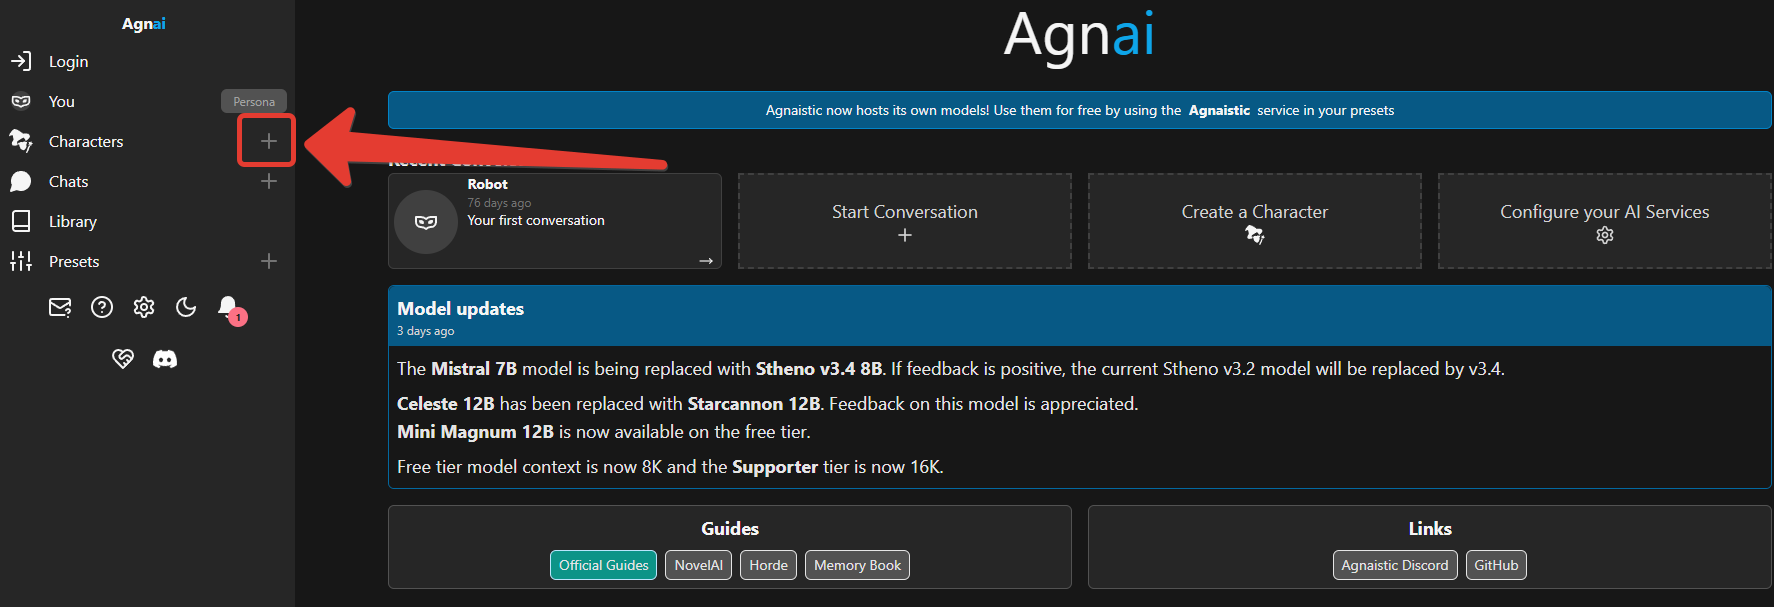 Agnai
Login
You
Persona
Characters
Chats
Library
Presets
1
Agnai
Agnaistic now hosts its own models! Use them for free by using the Agnaistic service in your presets
Recent
Robot
76 days ago
Your first conversation
Start Conversation
Create a Character
Configure your AI Services
Model updates
3 days ago
The Mistral 7B model is being replaced with Stheno v3.4 8B. If feedback is positive, the current Stheno v3.2 model will be replaced by v3.4.
Celeste 12B has been replaced with Starcannon 12B. Feedback on this model is appreciated.
Mini Magnum 12B is now available on the free tier.
Free tier model context is now 8K and the Supporter tier is now 16K.
Guides
Official Guides
NovelAI
Horde
Memory Book
Links
Agnaistic Discord
GitHub